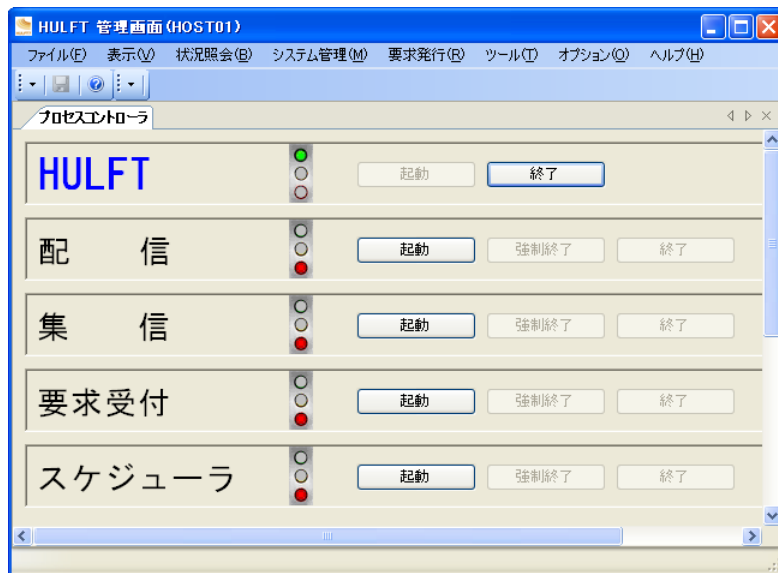 HULFT 管理画面(HOST01)
ファイル(F) 表示(V) 状況照会(B) システム管理(M) 要求発行(R) ツール(T) オプション(O) ヘルプ(H)
プロセスコントローラ
HULFT 起動 終了
配 信 起動 強制終了 終了
集 信 起動 強制終了 終了
要求受付 起動 強制終了 終了
スケジューラ 起動 強制終了 終了